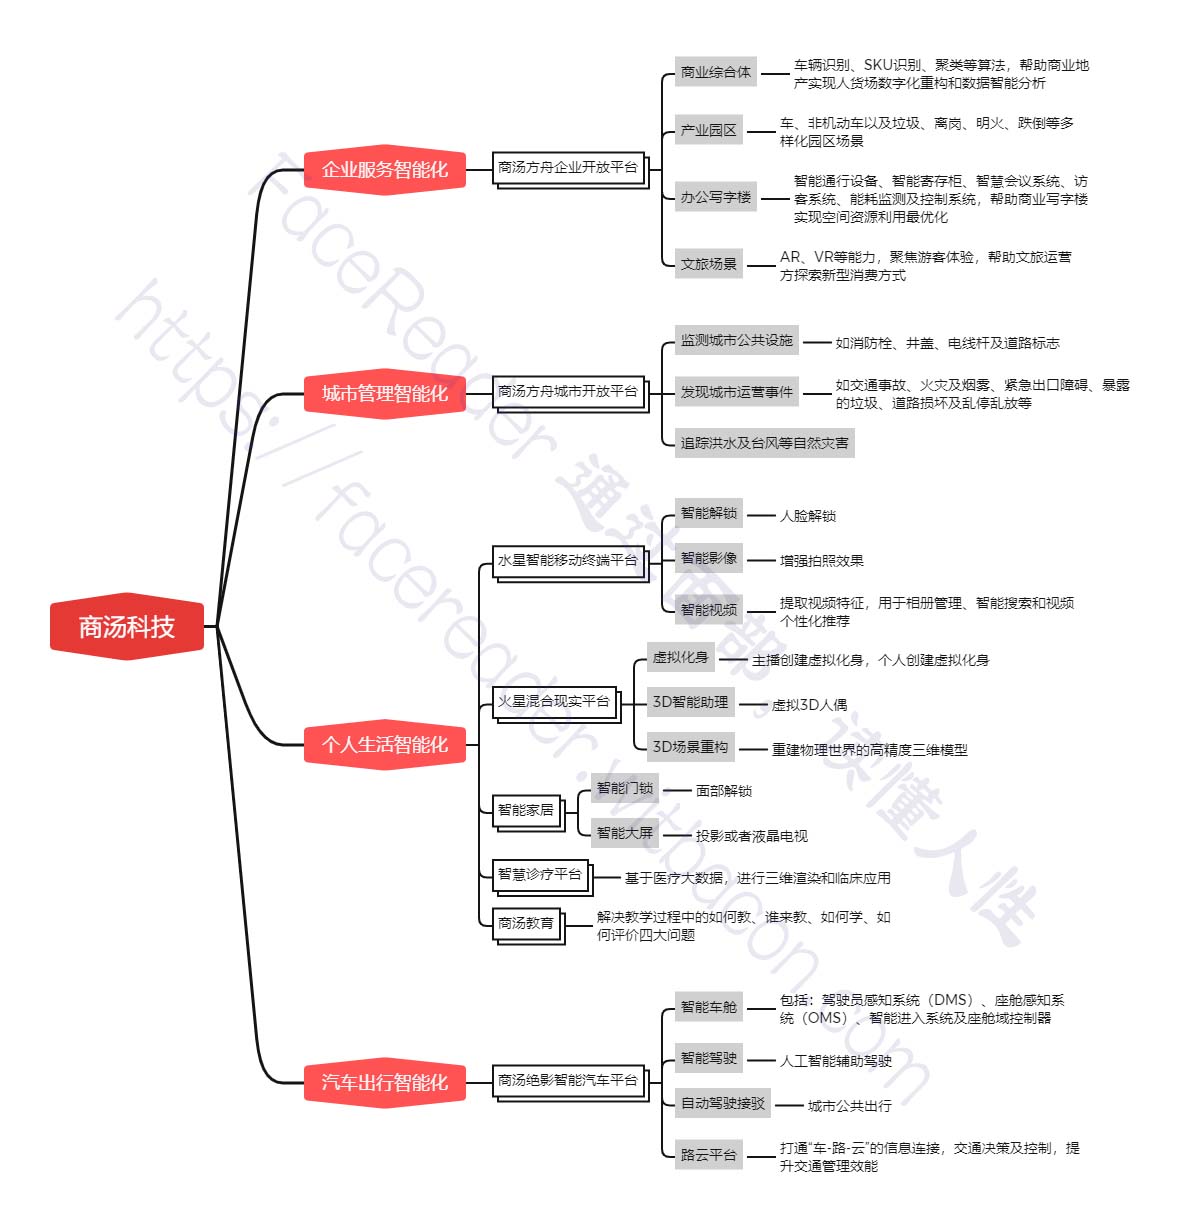 商汤科技
企业服务智能化
商汤方舟企业开放平台
商业综合体
车辆识别、SKU识别、聚类等算法，帮助商业地
产实现人货场数字化重构和数据智能分析
产业园区
车、非机动车以及垃圾、离岗、明火、跌倒等多
样化园区场景
办公写字楼
智能通行设备、智能寄存柜、智慧会议系统、访
客系统、能耗监测及控制系统，帮助商业写字楼
实现空间资源利用最优化
文旅场景
AR、VR等能力，聚焦游客体验，帮助文旅运营
方探索新型消费方式
城市管理智能化
商汤方舟城市开放平台
监测城市公共设施
如消防栓、井盖、电线杆及道路标志
发现城市运营事件
如交通事故、火灾及烟雾、紧急出口障碍、暴露
的垃圾、道路损坏及乱停乱放等
追踪洪水及台风等自然灾害
个人生活智能化
水星智能移动终端平台
智能解锁
人脸解锁
智能影像
增强拍照效果
智能视频
提取视频特征，用于相册管理、智能搜索和视频
个性化推荐
火星混合现实平台
虚拟化身
主播创建虚拟化身，个人创建虚拟化身
3D智能助理
虚拟3D人偶
3D场景重构
重建物理世界的高精度三维模型
智能家居
智能门锁
面部解锁
智能大屏
投影或者液晶电视
智慧诊疗平台
基于医疗大数据，进行三维渲染和临床应用
商汤教育
解决教学过程中的如何教、谁来教、如何学、如
何评价四大问题
汽车出行智能化
商汤绝影智能汽车平台
智能车舱
包括：驾驶员感知系统（DMS）、座舱感知系
统（OMS）、智能进入系统及座舱域控制器
智能驾驶
人工智能辅助驾驶
自动驾驶接驳
城市公共出行
路云平台
打通“车-路-云”的信息连接，交通决策及控制，提
升交通管理效能
FaceReader 通过面部，读懂人性
https://facereader.witbacon.com